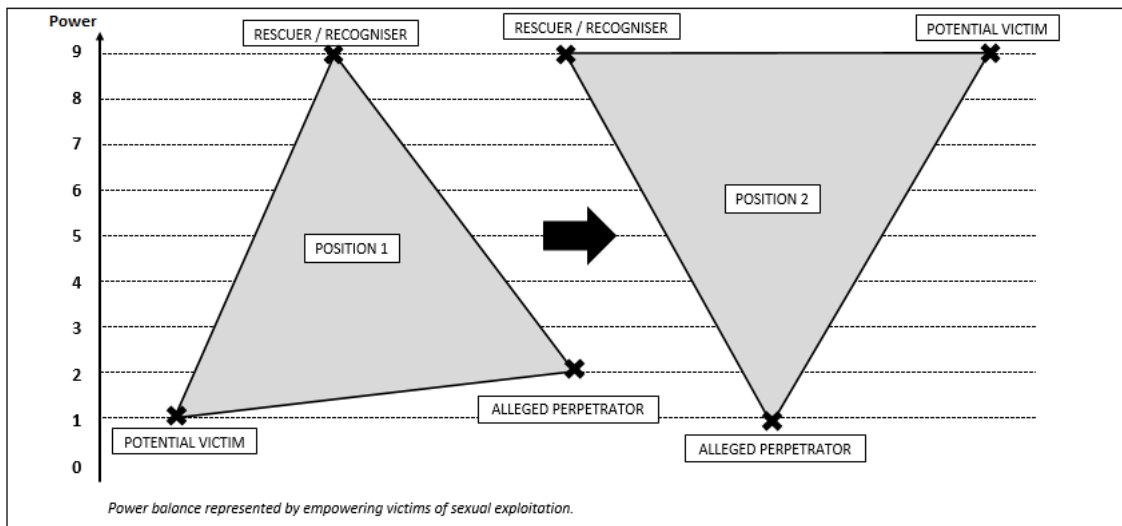 Power
RESCUER / RECOGNISER
RESCUER / RECOGNISER
POTENTIAL VICTIM
9
8
7
6
5
4
3
2
1
0
POSITION 1
POSITION 2
ALLEGED PERPETRATOR
POTENTIAL VICTIM
ALLEGED PERPETRATOR
Power balance represented by empowering victims of sexual exploitation.